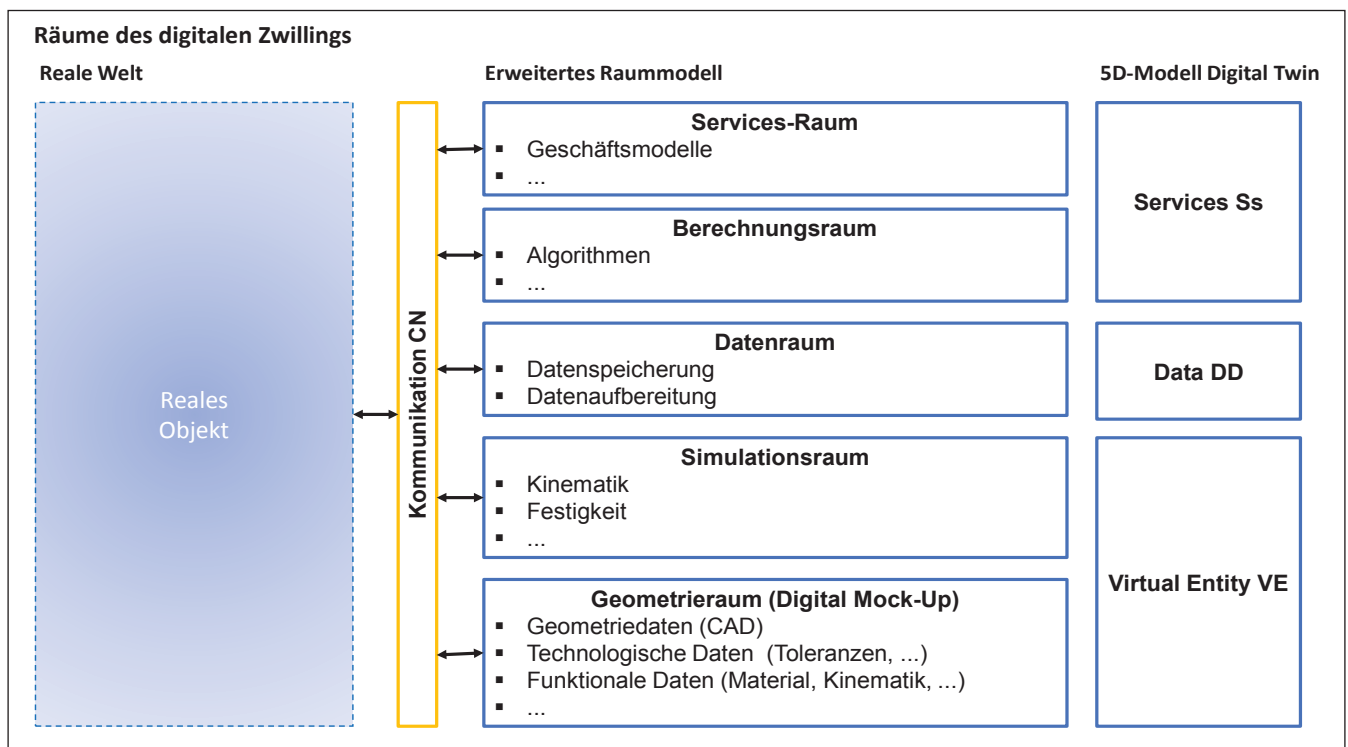 Räume des digitalen Zwillings
Reale Welt
Erweitertes Raummodell
5D-Modell Digital Twin
Reales
Objekt
Kommunikation CN
Services-Raum
▪ Geschäftsmodelle
▪ ...
Berechnungsraum
▪ Algorithmen
▪ ...
Services Ss
Datenraum
▪ Datenspeicherung
▪ Datenaufbereitung
Data DD
Simulationsraum
▪ Kinematik
▪ Festigkeit
▪ ...
Geometrieraum (Digital Mock-Up)
▪ Geometriedaten (CAD)
▪ Technologische Daten (Toleranzen, ...)
▪ Funktionale Daten (Material, Kinematik, ...)
▪ ...
Virtual Entity VE